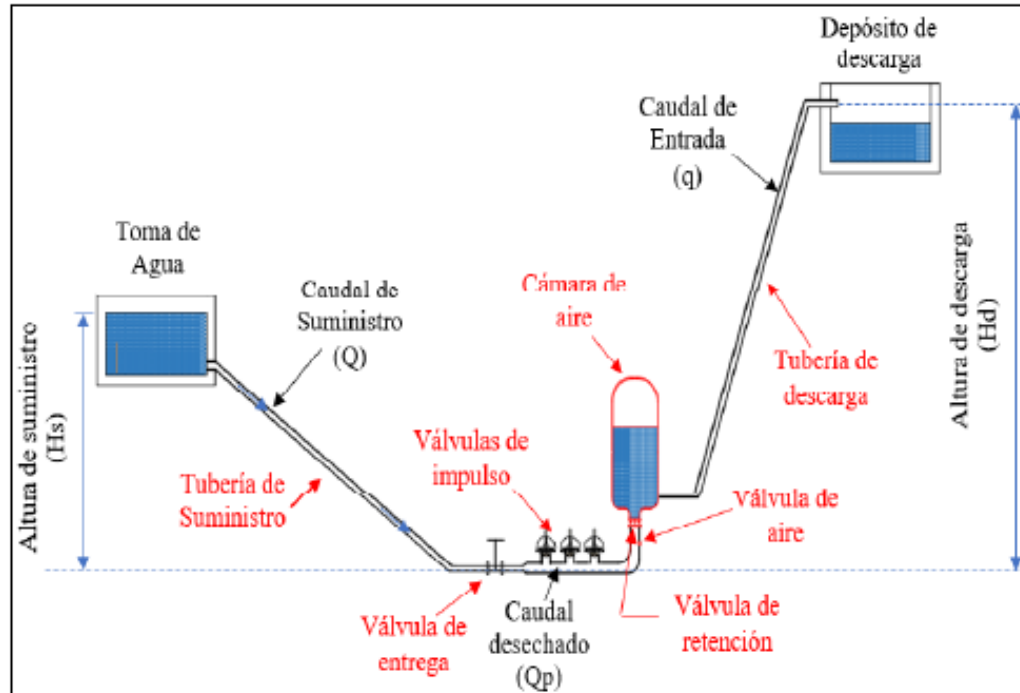 Depósito de
descarga
Caudal de
Entrada
(q)
Toma de
Agua
Caudal de
Suministro
(Q)
Cámara de
aire
Altura de suministro
(Hs)
Altura de descarga
(Hd)
Tubería de
descarga
Válvulas de
impulso
Tubería de
Suministro
Válvula de
aire
Válvula de
entrega
Caudal
desechado
(Qp)
Válvula de
retención